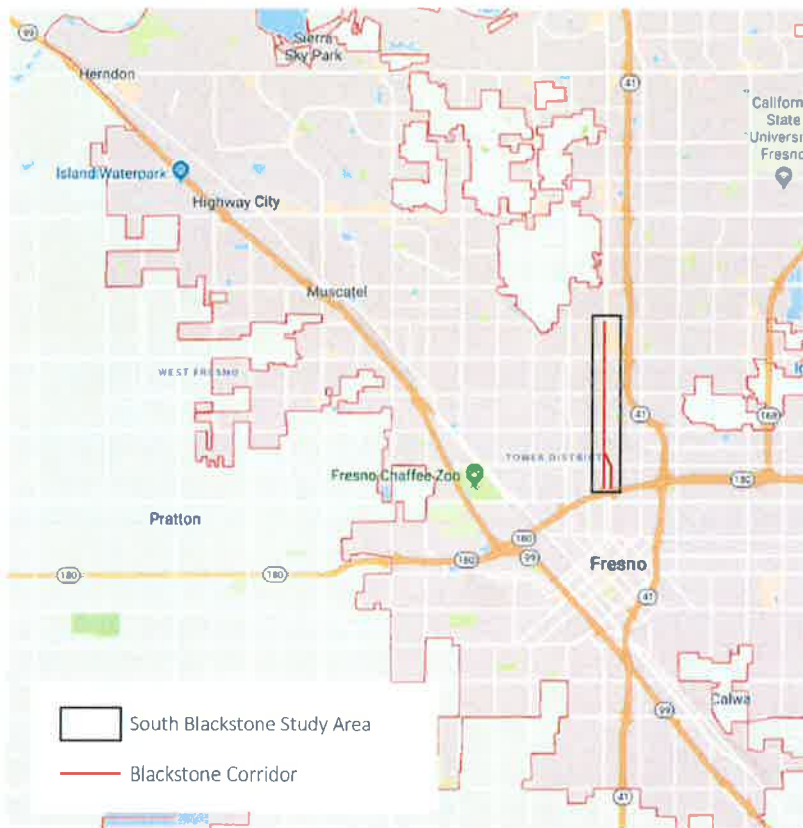 99
Sierra
Sky Park
Herndon
41
Californ
State
Universi
Fresno
Island Waterpark
Highway City
Muscatel
WEST FRESNO
41
168
TOWER DISTRICT
Fresno Chaffee Zoo
180
Pratton
180
180
180
180
99
Fresno
41
Calwa
99
41
South Blackstone Study Area
Blackstone Corridor